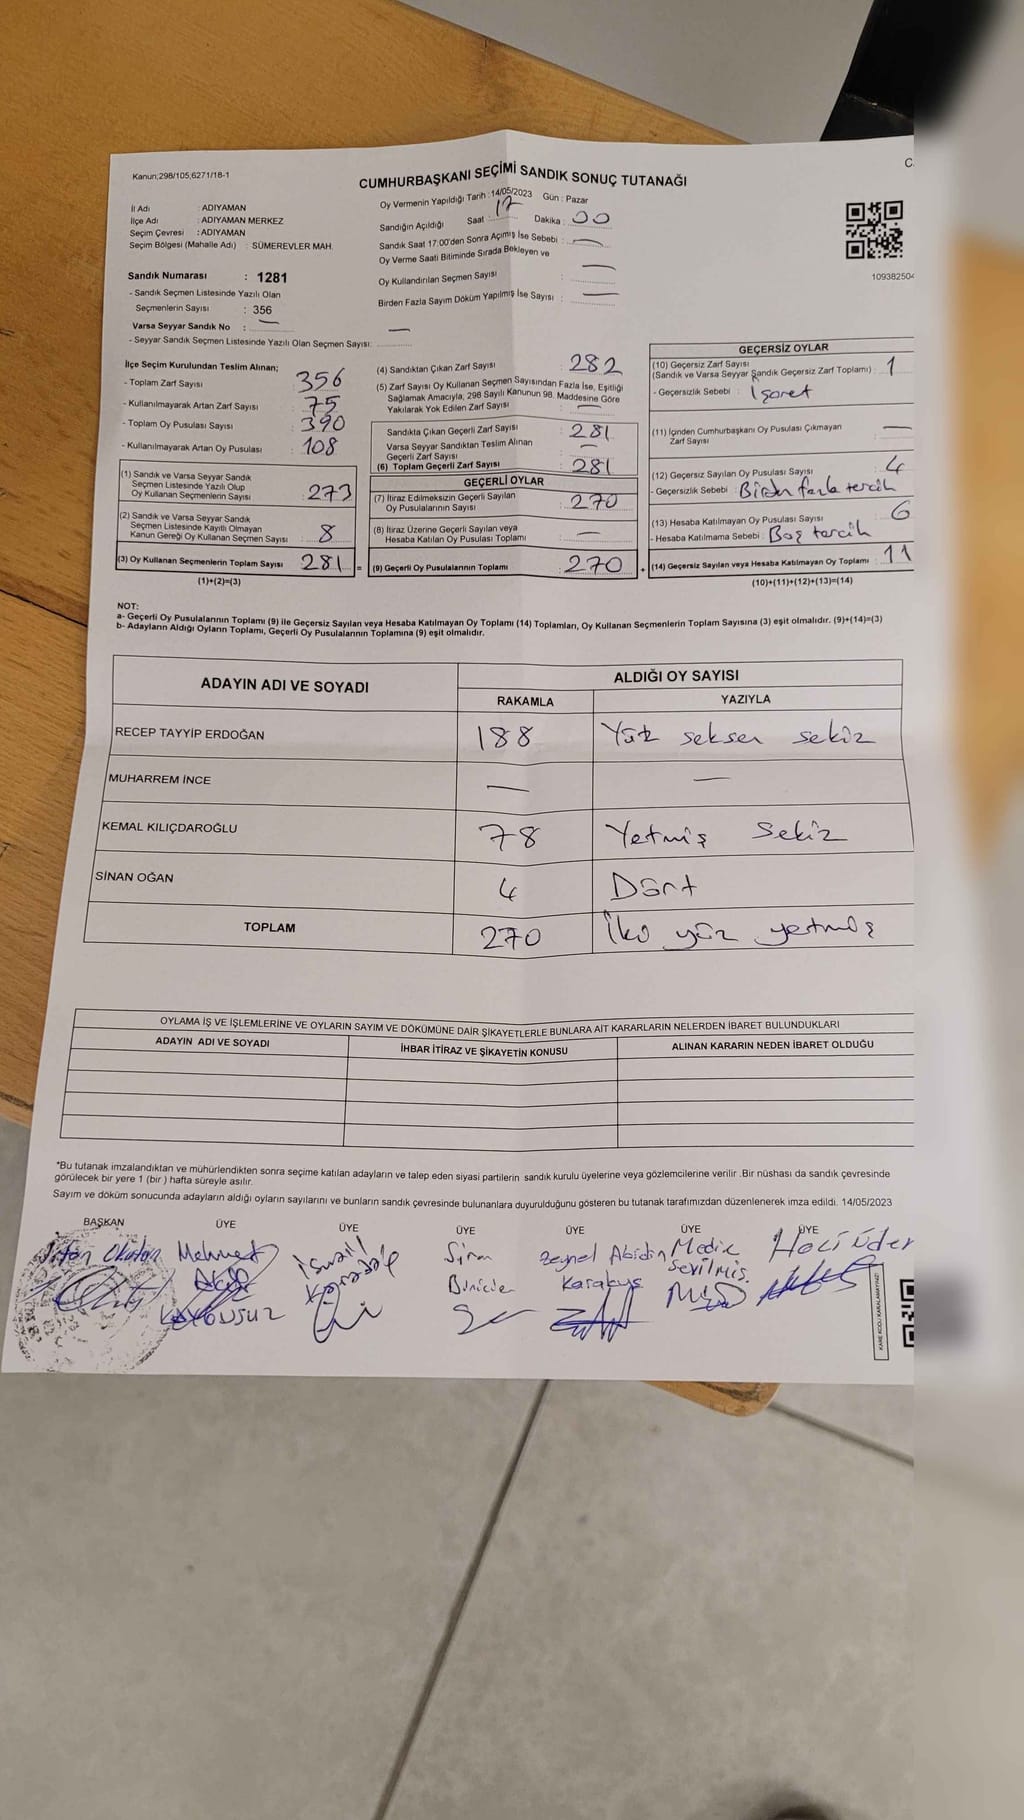 Kanun;298/105,6271/18-1
CUMHURBAŞKANI SEÇİMİ SANDIK SONUÇ TUTANAĞI
İl Adı : ADIYAMAN
İlçe Adı : ADIYAMAN MERKEZ
Seçim Çevresi : ADIYAMAN
Seçim Bölgesi (Mahalle Adı) : SÜMEREVLER MAH.
Sandık Numarası : 1281
- Sandık Seçmen Listesinde Yazılı Olan
Seçmenlerin Sayısı : 356
Varsa Seyyar Sandık No : —
- Seyyar Sandık Seçmen Listesinde Yazılı Olan Seçmen Sayısı: —
Oy Vermenin Yapıldığı Tarih : 14/05/2023 Gün : Pazar
Sandığın Açıldığı Saat : 17 Dakika : 00
Sandık Saat 17:00'den Sonra Açımış İse Sebebi : —
Oy Verme Saati Bitiminde Sırada Bekleyen ve
Oy Kullandırılan Seçmen Sayısı : —
Birden Fazla Sayım Döküm Yapılmış İse Sayısı : —
10938250
İlçe Seçim Kurulundan Teslim Alınan;
- Toplam Zarf Sayısı 356
- Kullanılmayarak Artan Zarf Sayısı : 75
- Toplam Oy Pusulası Sayısı : 390
- Kullanılmayarak Artan Oy Pusulası : 108
(1) Sandık ve Varsa Seyyar Sandık
Seçmen Listesinde Yazılı Olup
Oy Kullanan Seçmenlerin Sayısı : 273
(2) Sandık ve Varsa Seyyar Sandık
Seçmen Listesinde Kayıtlı Olmayan
Kanun Gereği Oy Kullanan Seçmen Sayısı : 8
(3) Oy Kullanan Seçmenlerin Toplam Sayısı : 281
(1)+(2)=(3)
(4) Sandıktan Çıkan Zarf Sayısı : 282
(5) Zarf Sayısı Oy Kullanan Seçmen Sayısından Fazla İse, Eşitliği
Sağlamak Amacıyla, 298 Sayılı Kanunun 98. Maddesine Göre
Yakılarak Yok Edilen Zarf Sayısı : —
Sandıkta Çıkan Geçerli Zarf Sayısı : 281
Varsa Seyyar Sandıktan Teslim Alınan
Geçerli Zarf Sayısı : —
(6) Toplam Geçerli Zarf Sayısı : 281
GEÇERLİ OYLAR
(7) İtiraz Edilmeksizin Geçerli Sayılan
Oy Pusulalarının Sayısı : 270
(8) İtiraz Üzerine Geçerli Sayılan veya
Hesaba Katılan Oy Pusulası Toplamı : —
= (9) Geçerli Oy Pusulalarının Toplamı : 270
GEÇERSİZ OYLAR
(10) Geçersiz Zarf Sayısı
(Sandık ve Varsa Seyyar Sandık Geçersiz Zarf Toplamı) : 1
- Geçersizlik Sebebi : İşaret
(11) İçinden Cumhurbaşkanı Oy Pusulası Çıkmayan
Zarf Sayısı —
(12) Geçersiz Sayılan Oy Pusulası Sayısı : 4
- Geçersizlik Sebebi : Birden fazla tercih
(13) Hesaba Katılmayan Oy Pusulası Sayısı : 6
- Hesaba Katılmama Sebebi : Boş tercih
+ (14) Geçersiz Sayılan veya Hesaba Katılmayan Oy Toplamı : 11
(10)+(11)+(12)+(13)=(14)
NOT:
a- Geçerli Oy Pusulalarının Toplamı (9) ile Geçersiz Sayılan veya Hesaba Katılmayan Oy Toplamı (14) Toplamları, Oy Kullanan Seçmenlerin Toplam Sayısına (3) eşit olmalıdır. (9)+(14)=(3)
b- Adayların Aldığı Oyların Toplamı, Geçerli Oy Pusulalarının Toplamına (9) eşit olmalıdır.
ADAYIN ADI VE SOYADI ALDIĞI OY SAYISI
RAKAMLA YAZIYLA
RECEP TAYYİP ERDOĞAN 188 Yüz seksen sekiz
MUHARREM İNCE — —
KEMAL KILIÇDAROĞLU 78 Yetmiş Sekiz
SİNAN OĞAN 4 Dört
TOPLAM 270 İki yüz yetmiş
OYLAMA İŞ VE İŞLEMLERİNE VE OYLARIN SAYIM VE DÖKÜMÜNE DAİR ŞİKAYETLERLE BUNLARA AİT KARARLARIN NELERDEN İBARET BULUNDUKLARI
ADAYIN ADI VE SOYADI İHBAR İTİRAZ VE ŞİKAYETİN KONUSU ALINAN KARARIN NEDEN İBARET OLDUĞU
*Bu tutanak imzalandıktan ve mühürlendikten sonra seçime katılan adayların ve talep eden siyasi partilerin sandık kurulu üyelerine veya gözlemcilerine verilir .Bir nüshası da sandık çevresinde
görülecek bir yere 1 (bir ) hafta süreyle asılır.
Sayım ve döküm sonucunda adayların aldığı oyların sayılarını ve bunların sandık çevresinde bulunanlara duyurulduğunu gösteren bu tutanak tarafımızdan düzenlenerek imza edildi. 14/05/2023
BAŞKAN ÜYE ÜYE ÜYE ÜYE ÜYE ÜYE
Mehmet İsmail Zeynel Abidin
Karakuş Sevilmiş
KARE KODU KARALAMAYINIZ!